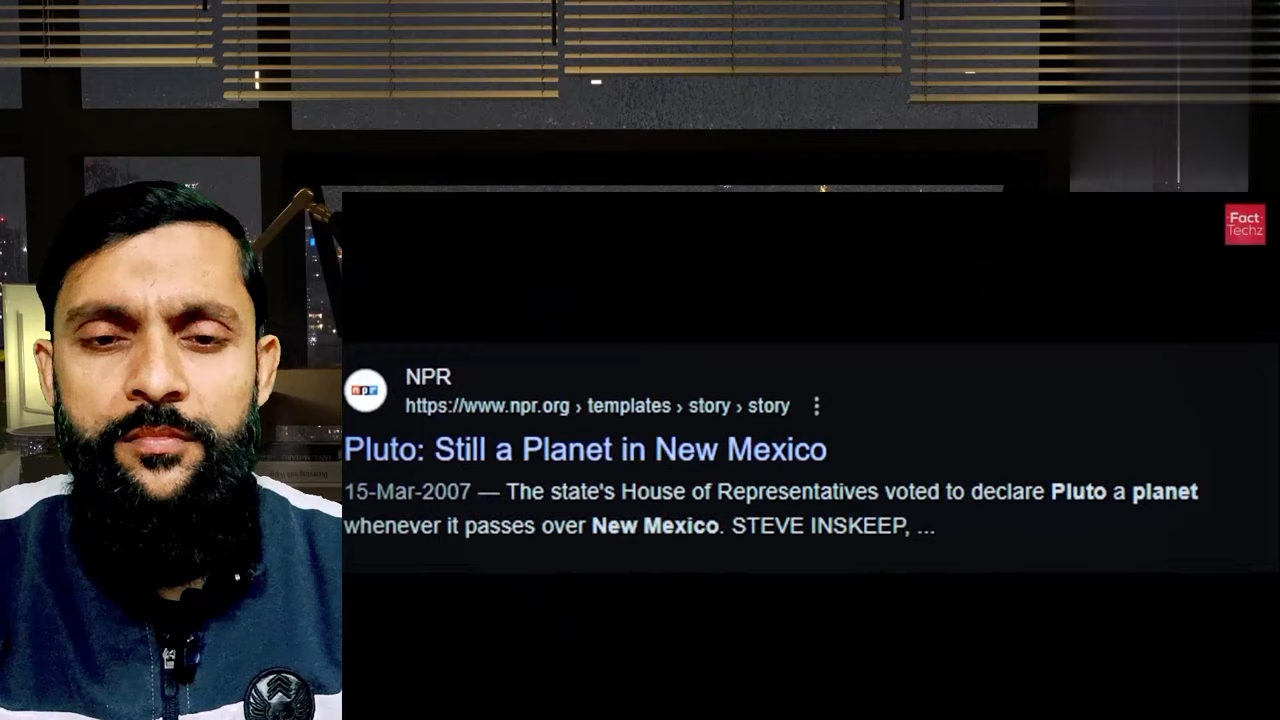 Fact
Techz
npr
NPR
https://www.npr.org › templates › story › story
Pluto: Still a Planet in New Mexico
15-Mar-2007 — The state's House of Representatives voted to declare Pluto a planet
whenever it passes over New Mexico. STEVE INSKEEP, ...